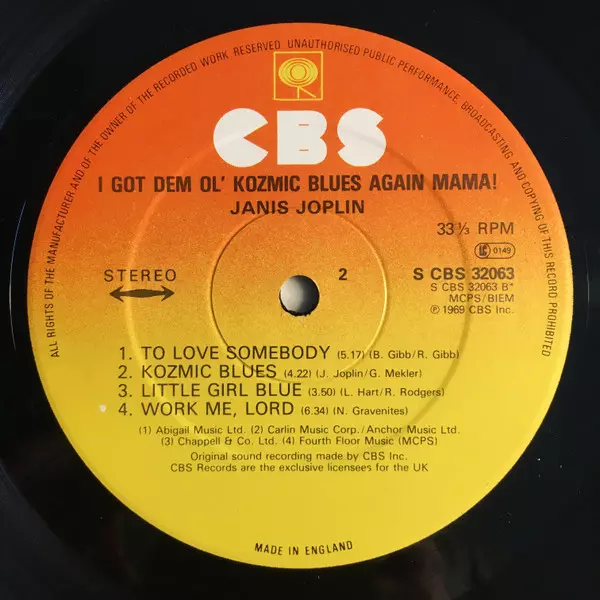 ALL RIGHTS OF THE MANUFACTURER AND OF THE OWNER OF THE RECORDED WORK RESERVED UNAUTHORISED PUBLIC PERFORMANCE, BROADCASTING AND COPYING OF THIS RECORD PROHIBITED
CBS
I GOT DEM OL' KOZMIC BLUES AGAIN MAMA!
JANIS JOPLIN
33⅓ RPM
LC 0149
STEREO
2
S CBS 32063
S CBS 32063 B*
MCPS/BIEM
℗ 1969 CBS Inc.
1. TO LOVE SOMEBODY (5.17) (B. Gibb/R. Gibb)
2. KOZMIC BLUES (4.22) (J. Joplin/G. Mekler)
3. LITTLE GIRL BLUE (3.50) (L. Hart/R. Rodgers)
4. WORK ME, LORD (6.34) (N. Gravenites)
(1) Abigail Music Ltd. (2) Carlin Music Corp./Anchor Music Ltd.
(3) Chappell & Co. Ltd. (4) Fourth Floor Music (MCPS)
Original sound recording made by CBS Inc.
CBS Records are the exclusive licensees for the UK
MADE IN ENGLAND